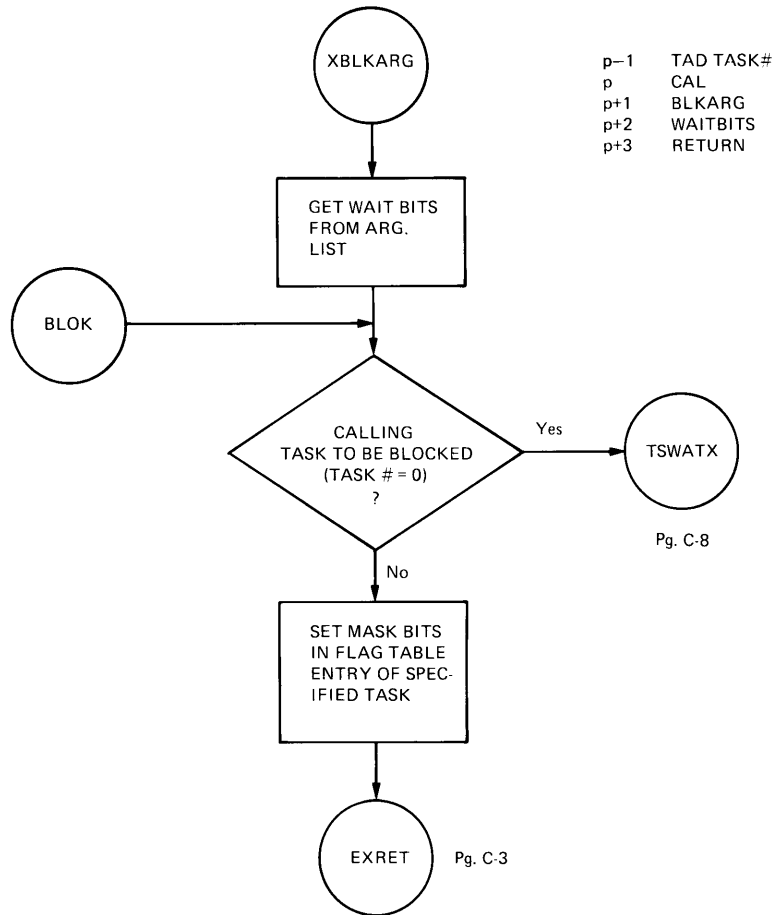 XBLKARG
p–1 TAD TASK#
p CAL
p+1 BLKARG
p+2 WAITBITS
p+3 RETURN
GET WAIT BITS
FROM ARG.
LIST
BLOK
CALLING
TASK TO BE BLOCKED
(TASK # = 0)
?
Yes
TSWATX
Pg. C-8
No
SET MASK BITS
IN FLAG TABLE
ENTRY OF SPEC-
IFIED TASK
EXRET
Pg. C-3